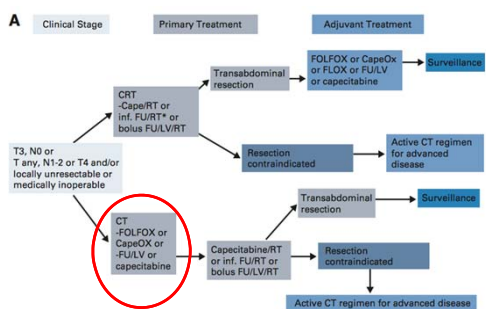 A
Clinical Stage
Primary Treatment
Adjuvant Treatment
FOLFOX or CapeOx
or FLOX or FU/LV
or capecitabine
Surveillance
Transabdominal
resection
CRT
-Cape/RT or
inf. FU/RT* or
bolus FU/LV/RT
Resection
contraindicated
Active CT regimen
for advanced
disease
T3, N0 or
T any, N1-2 or T4 and/or
locally unresectable or
medically inoperable
Transabdominal
resection
Surveillance
CT
-FOLFOX or
CapeOX or
-FU/LV or
capecitabine
Capecitabine/RT
or inf. FU/RT or
bolus FU/LV/RT
Resection
contraindicated
Active CT regimen for advanced disease